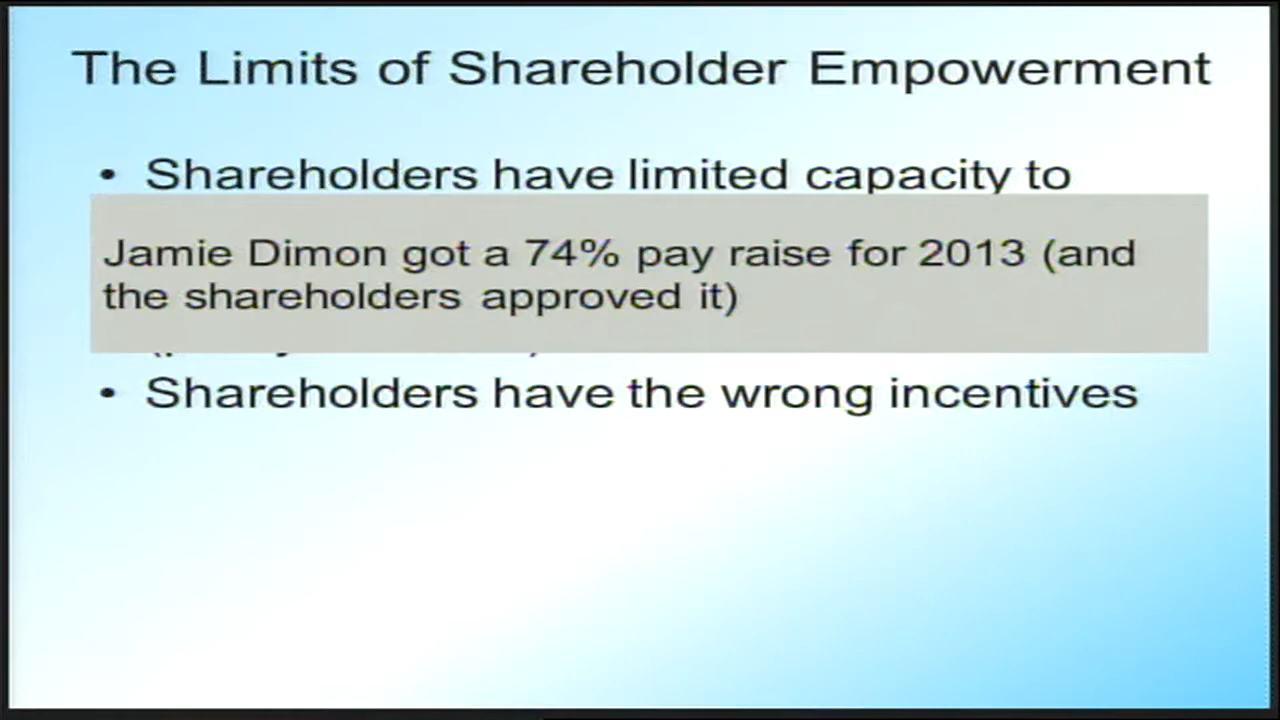 The Limits of Shareholder Empowerment
• Shareholders have limited capacity to
Jamie Dimon got a 74% pay raise for 2013 (and
the shareholders approved it)
• Shareholders have the wrong incentives